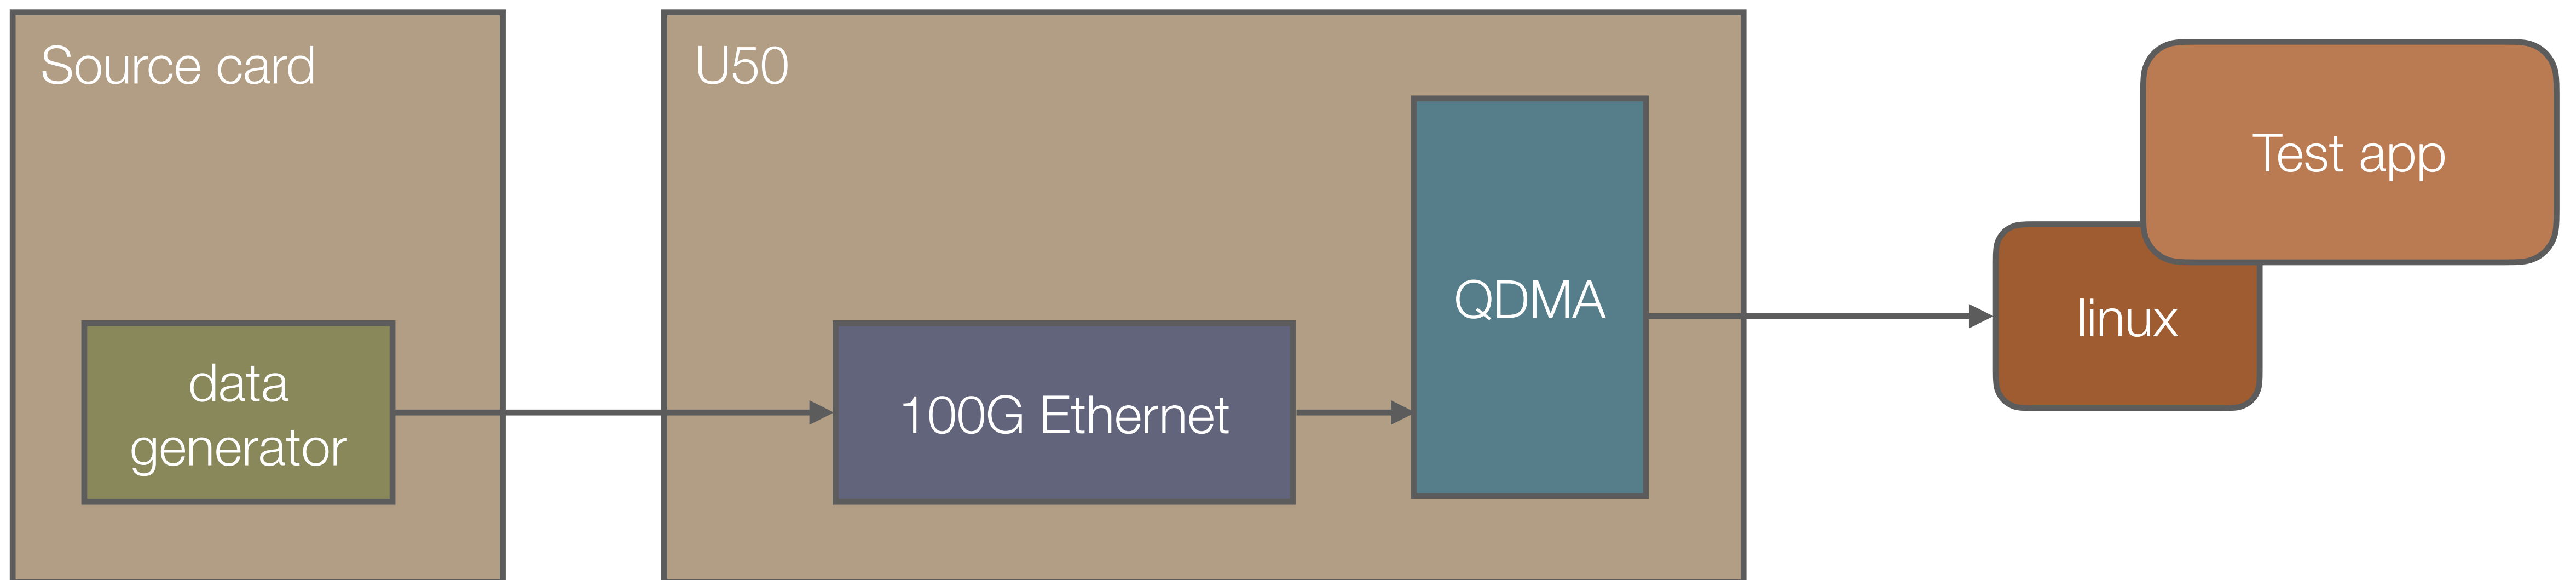 Source card
data
generator
U50
100G Ethernet
QDMA
linux
Test app